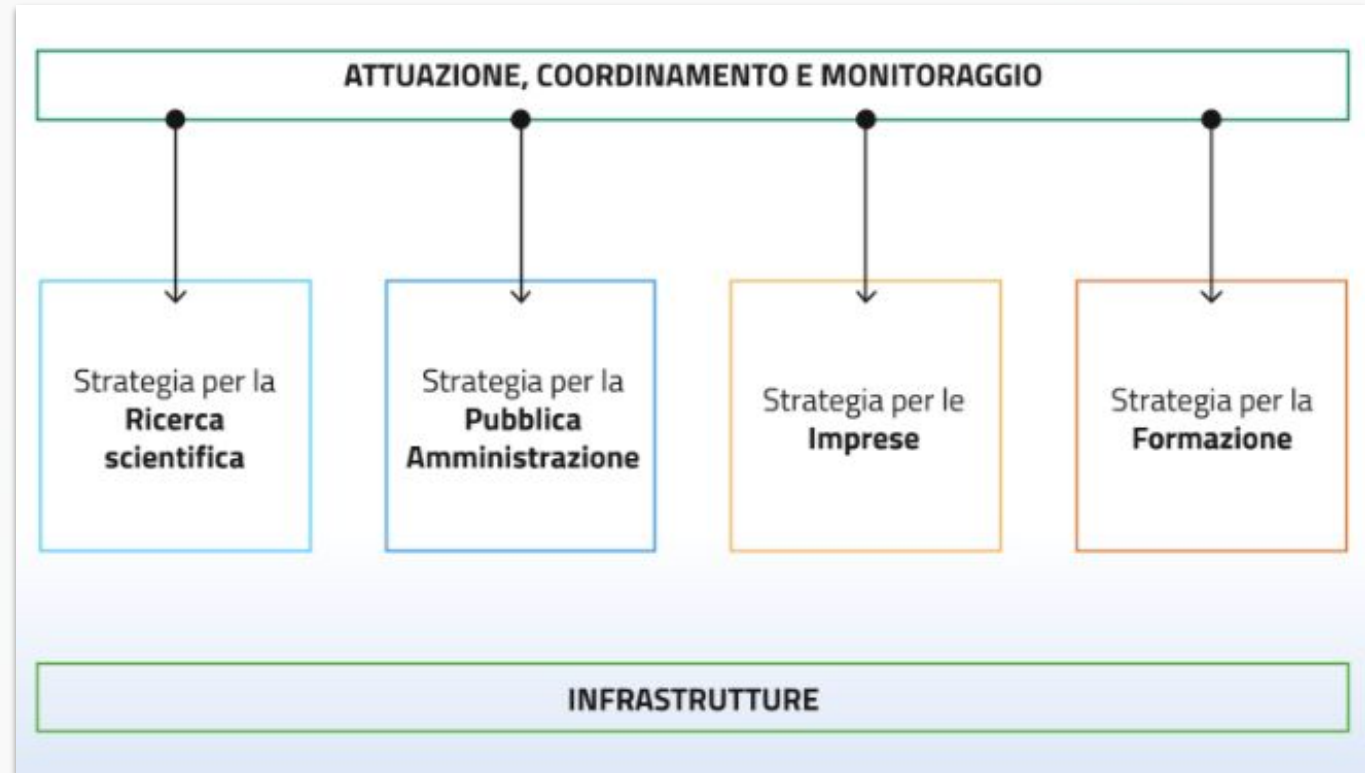 ATTUAZIONE, COORDINAMENTO E MONITORAGGIO
Strategia per la
Ricerca
scientifica
Strategia per la
Pubblica
Amministrazione
Strategia per le
Imprese
Strategia per la
Formazione
INFRASTRUTTURE